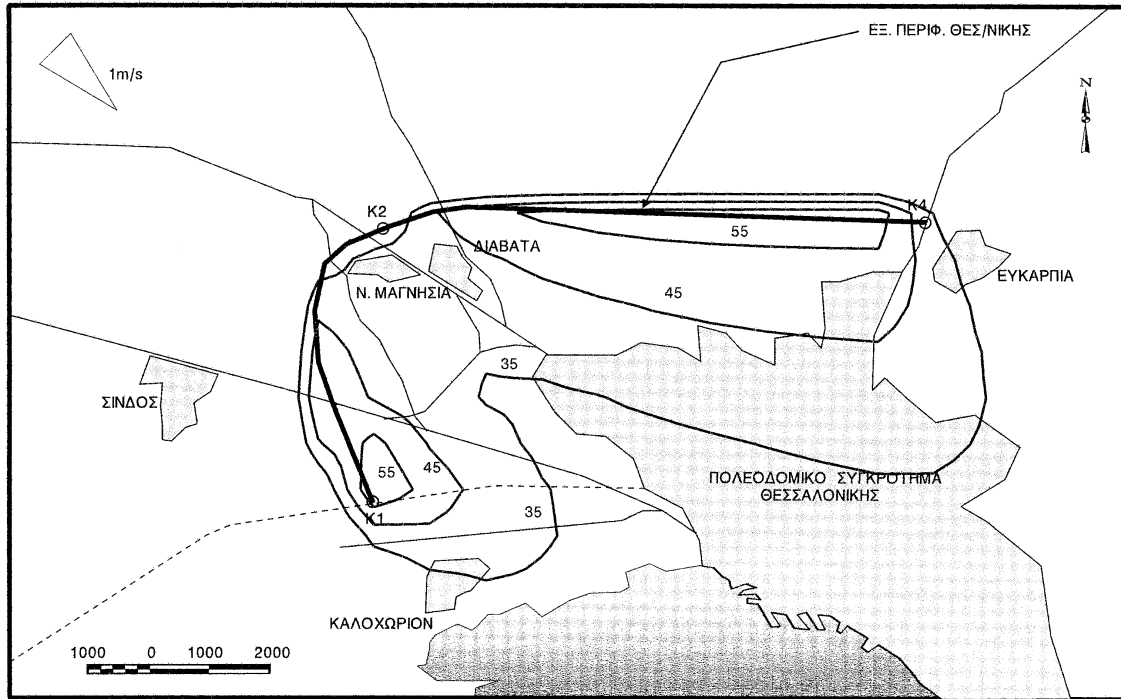 ΕΞ. ΠΕΡΙΦ. ΘΕΣ/ΝΙΚΗΣ
1m/s
N
K2
K4
55
ΔΙΑΒΑΤΑ
ΕΥΚΑΡΠΙΑ
Ν. ΜΑΓΝΗΣΙΑ
45
35
ΣΙΝΔΟΣ
55
45
ΠΟΛΕΟΔΟΜΙΚΟ ΣΥΓΚΡΟΤΗΜΑ
ΘΕΣΣΑΛΟΝΙΚΗΣ
35
K1
ΚΑΛΟΧΩΡΙΟΝ
1000 0 1000 2000